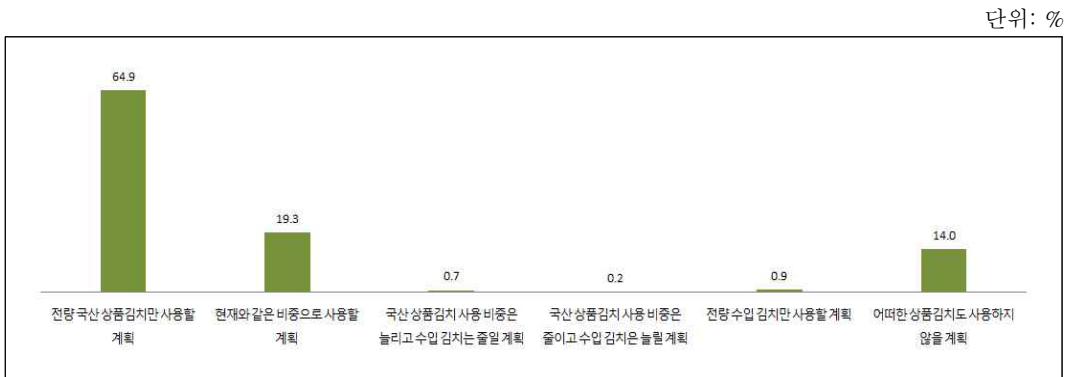 단위: %
64.9
19.3
0.7
0.2
0.9
14.0
전량 국산 상품김치만 사용할
계획
현재와 같은 비중으로 사용할
계획
국산 상품김치 사용 비중은
늘리고 수입 김치는 줄일 계획
국산 상품김치 사용 비중은
줄이고 수입 김치은 늘릴 계획
전량 수입 김치만 사용할 계획
어떠한 상품김치도 사용하지
않을 계획